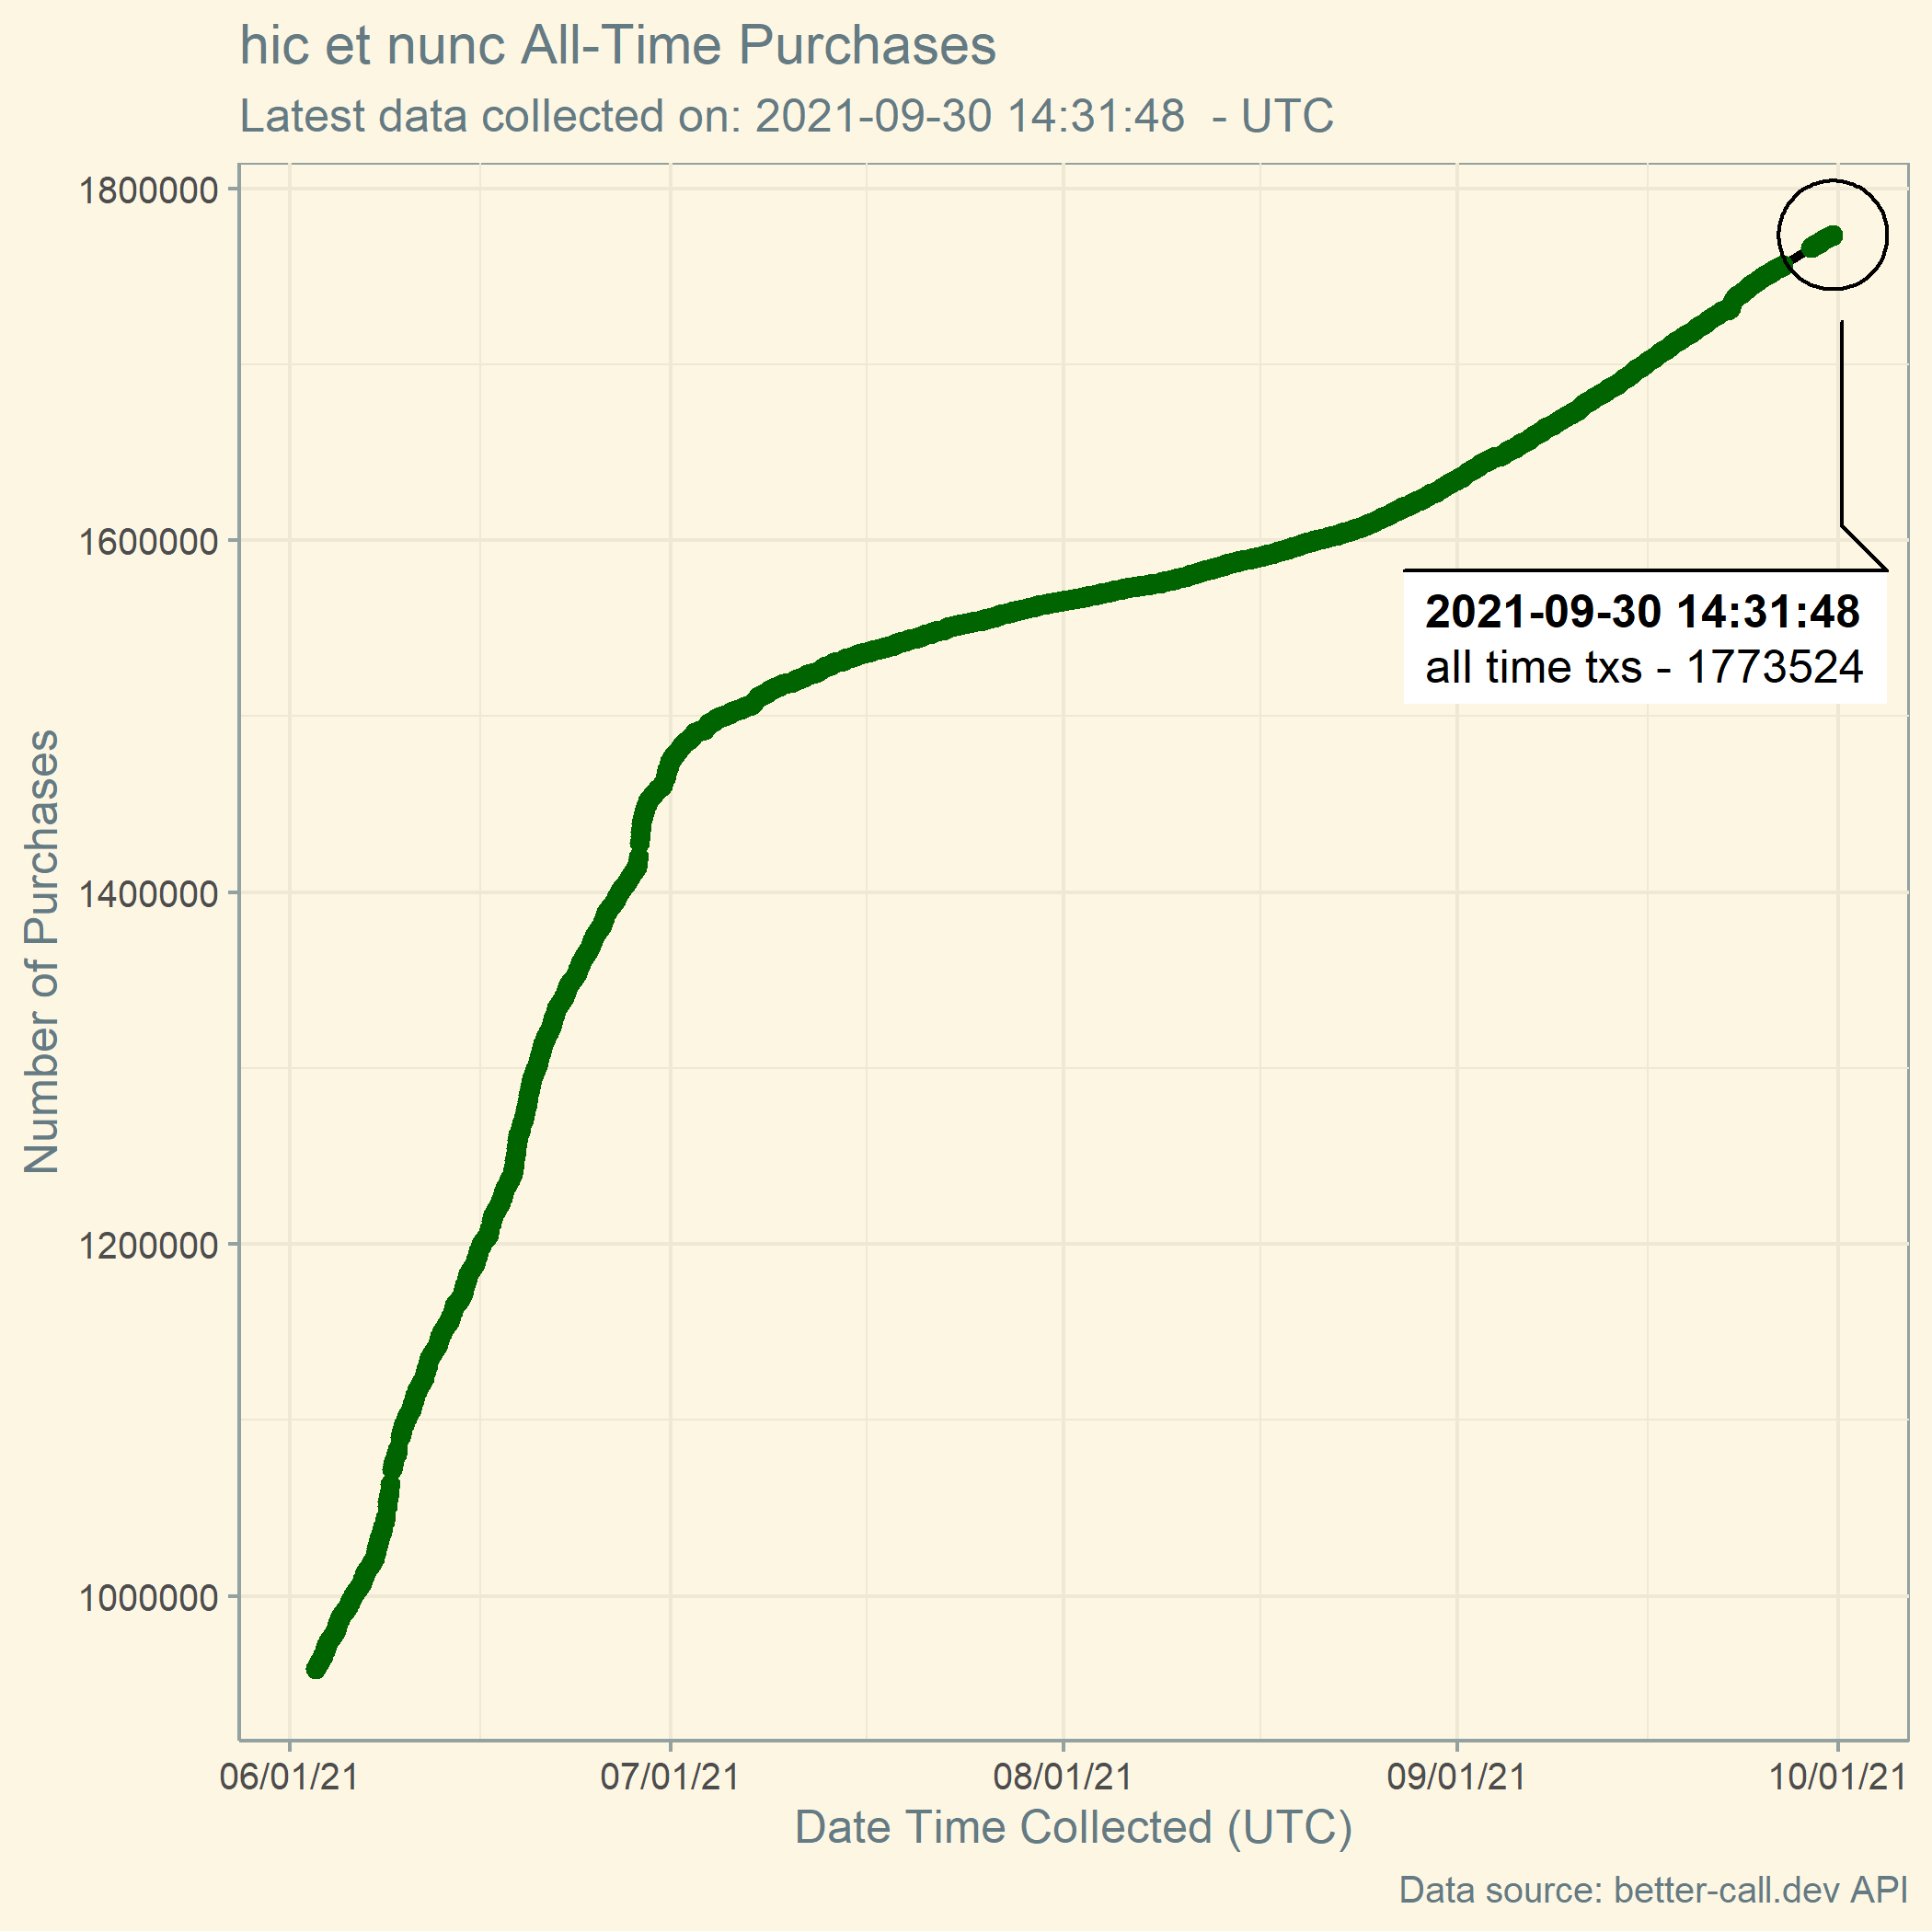 hic et nunc All-Time Purchases
Latest data collected on: 2021-09-30 14:31:48  - UTC
Number of Purchases
1800000
1600000
1400000
1200000
1000000
2021-09-30 14:31:48
all time txs - 1773524
06/01/21 07/01/21 08/01/21 09/01/21 10/01/21
Date Time Collected (UTC)
Data source: better-call.dev API